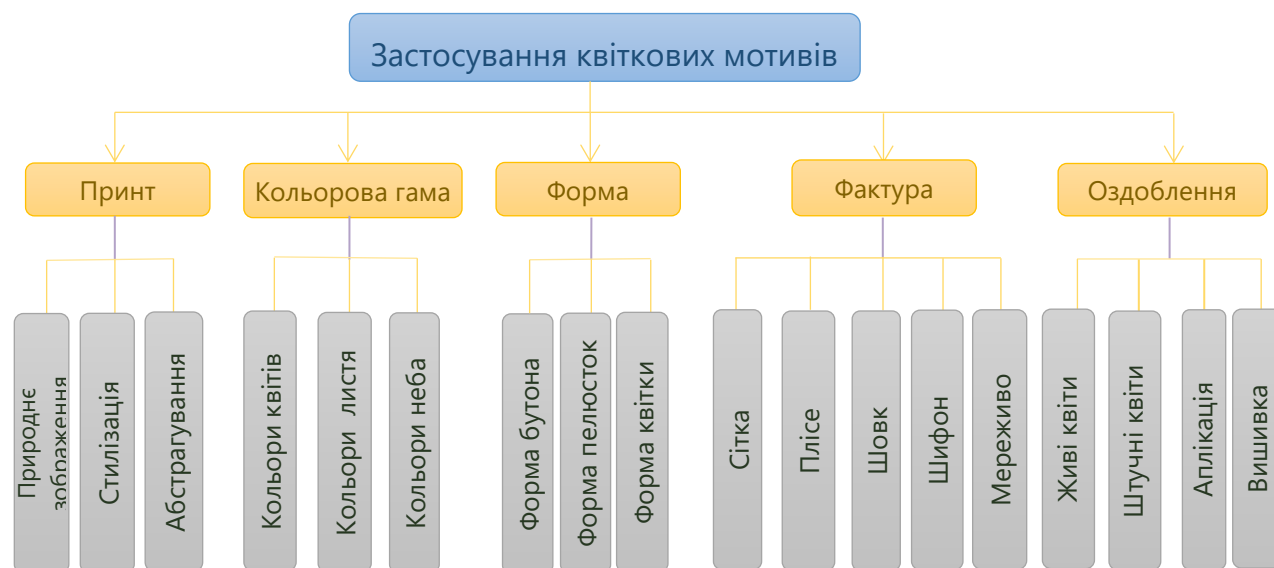 Застосування квіткових мотивів
Принт
Кольорова гама
Форма
Фактура
Оздоблення
Природнє
зображення
Стилізація
Абстрагування
Кольори квітів
Кольори листя
Кольори неба
Форма бутона
Форма пелюсток
Форма квітки
Сітка
Плісе
Шовк
Шифон
Мереживо
Живі квіти
Штучні квіти
Аплікація
Вишивка